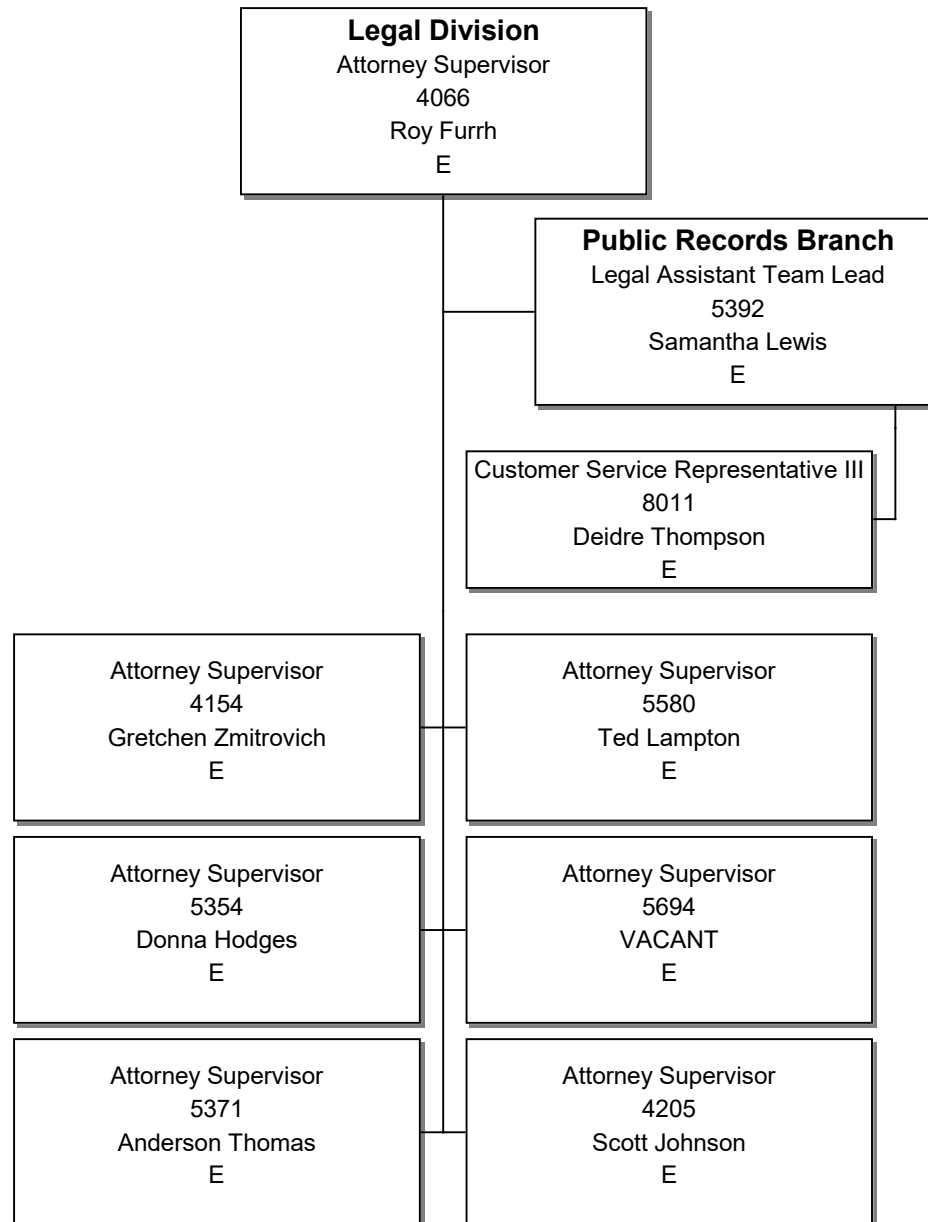 Legal Division
Attorney Supervisor
4066
Roy Furrh
E
Public Records Branch
Legal Assistant Team Lead
5392
Samantha Lewis
E
Customer Service Representative III
8011
Deidre Thompson
E
Attorney Supervisor
4154
Gretchen Zmitrovich
E
Attorney Supervisor
5580
Ted Lampton
E
Attorney Supervisor
5354
Donna Hodges
E
Attorney Supervisor
5694
VACANT
E
Attorney Supervisor
5371
Anderson Thomas
E
Attorney Supervisor
4205
Scott Johnson
E